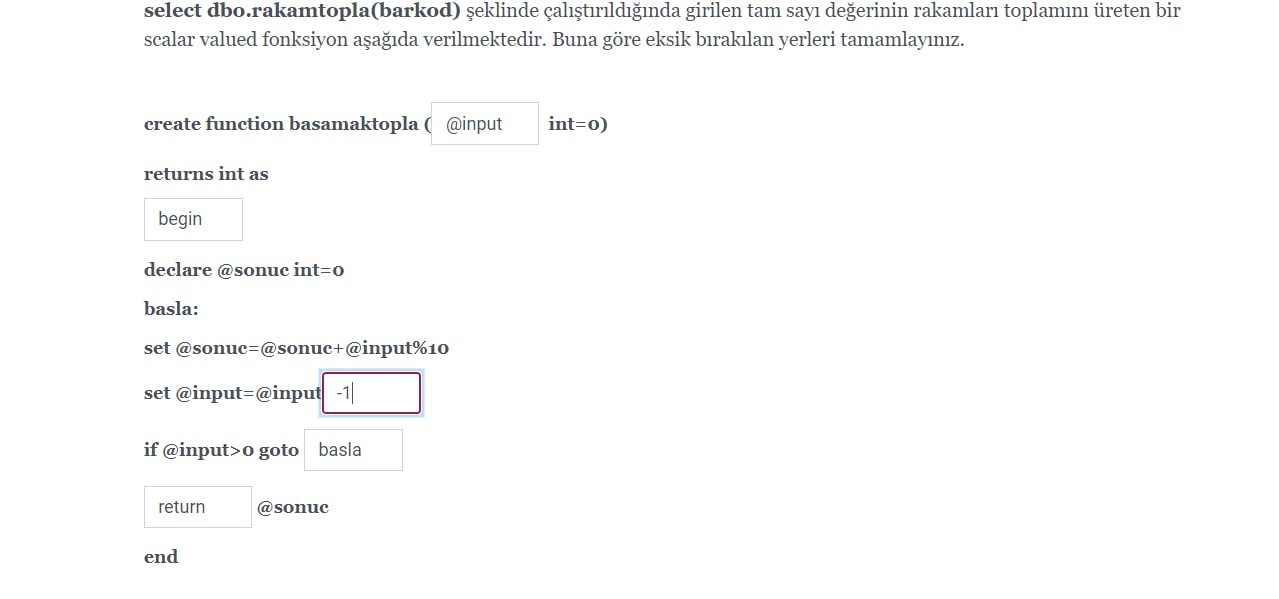 select dbo.rakamtopla(barkod) şeklinde çalıştırıldığında girilen tam sayı değerinin rakamları toplamını üreten bir
scalar valued fonksiyon aşağıda verilmektedir. Buna göre eksik bırakılan yerleri tamamlayınız.
create function basamaktopla ( @input int=0)
returns int as
begin
declare @sonuc int=0
basla:
set @sonuc=@sonuc+@input%10
set @input=@input -1
if @input>0 goto basla
return @sonuc
end